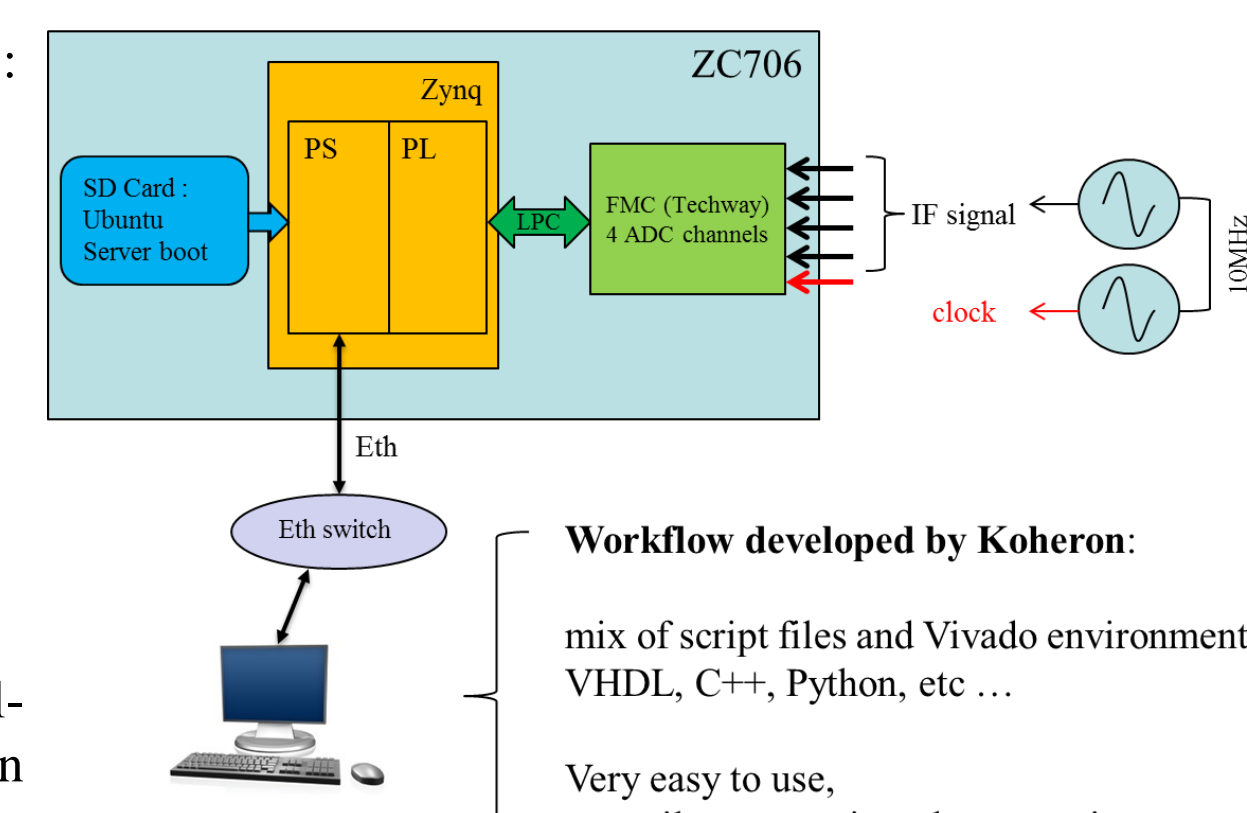 :
ZC706
Zynq
PS
PL
SD Card :
Ubuntu
Server boot
LPC
FMC (Techway)
4 ADC channels
IF signal
clock
10MHz
Eth
Eth switch
Workflow developed by Koheron:
mix of script files and Vivado environment
VHDL, C++, Python, etc …
l-
n
Very easy to use,